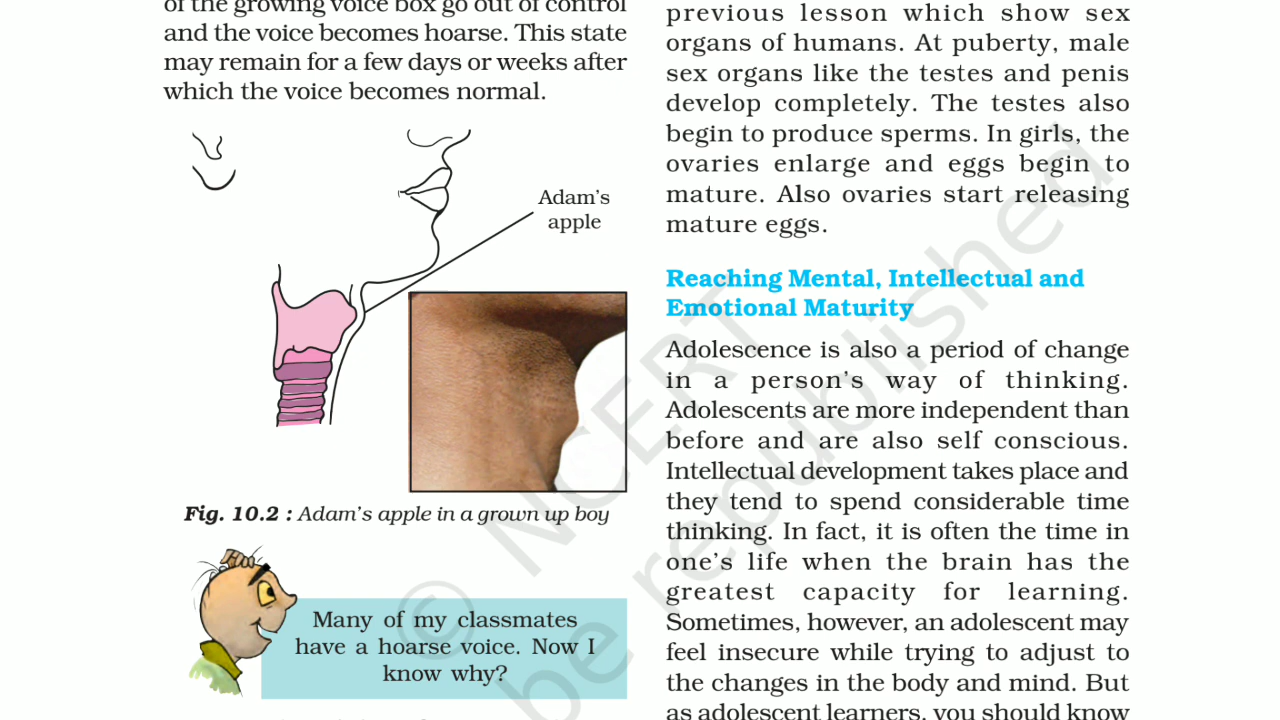 of the growing voice box go out of control
and the voice becomes hoarse. This state
may remain for a few days or weeks after
which the voice becomes normal.
Adam's
apple
Fig. 10.2 : Adam's apple in a grown up boy
Many of my classmates
have a hoarse voice. Now I
know why?
previous lesson which show sex
organs of humans. At puberty, male
sex organs like the testes and penis
develop completely. The testes also
begin to produce sperms. In girls, the
ovaries enlarge and eggs begin to
mature. Also ovaries start releasing
mature eggs.
Reaching Mental, Intellectual and
Emotional Maturity
Adolescence is also a period of change
in a person's way of thinking.
Adolescents are more independent than
before and are also self conscious.
Intellectual development takes place and
they tend to spend considerable time
thinking. In fact, it is often the time in
one's life when the brain has the
greatest capacity for learning.
Sometimes, however, an adolescent may
feel insecure while trying to adjust to
the changes in the body and mind. But
as adolescent learners, you should know
© NCERT
be republished